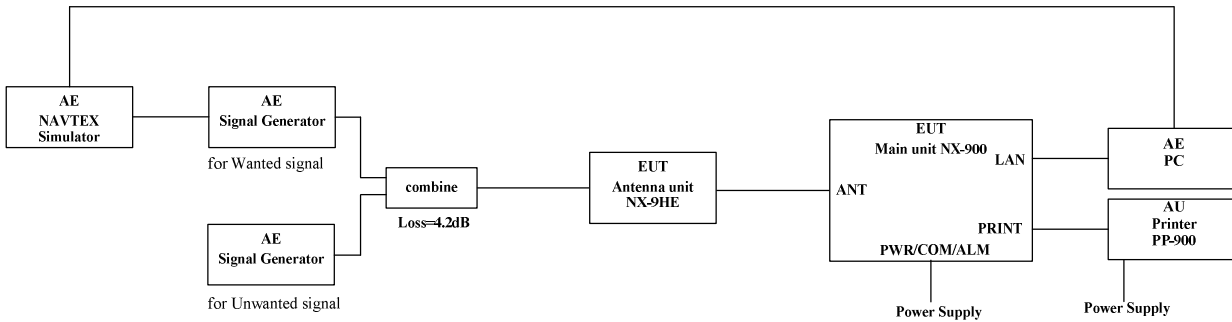 AE
NAVTEX
Simulator
AE
Signal Generator
for Wanted signal
AE
Signal Generator
for Unwanted signal
combine
Loss=4.2dB
EUT
Antenna unit
NX-9HE
EUT
Main unit NX-900
LAN
ANT
PRINT
PWR/COM/ALM
Power Supply
AE
PC
AU
Printer
PP-900
Power Supply